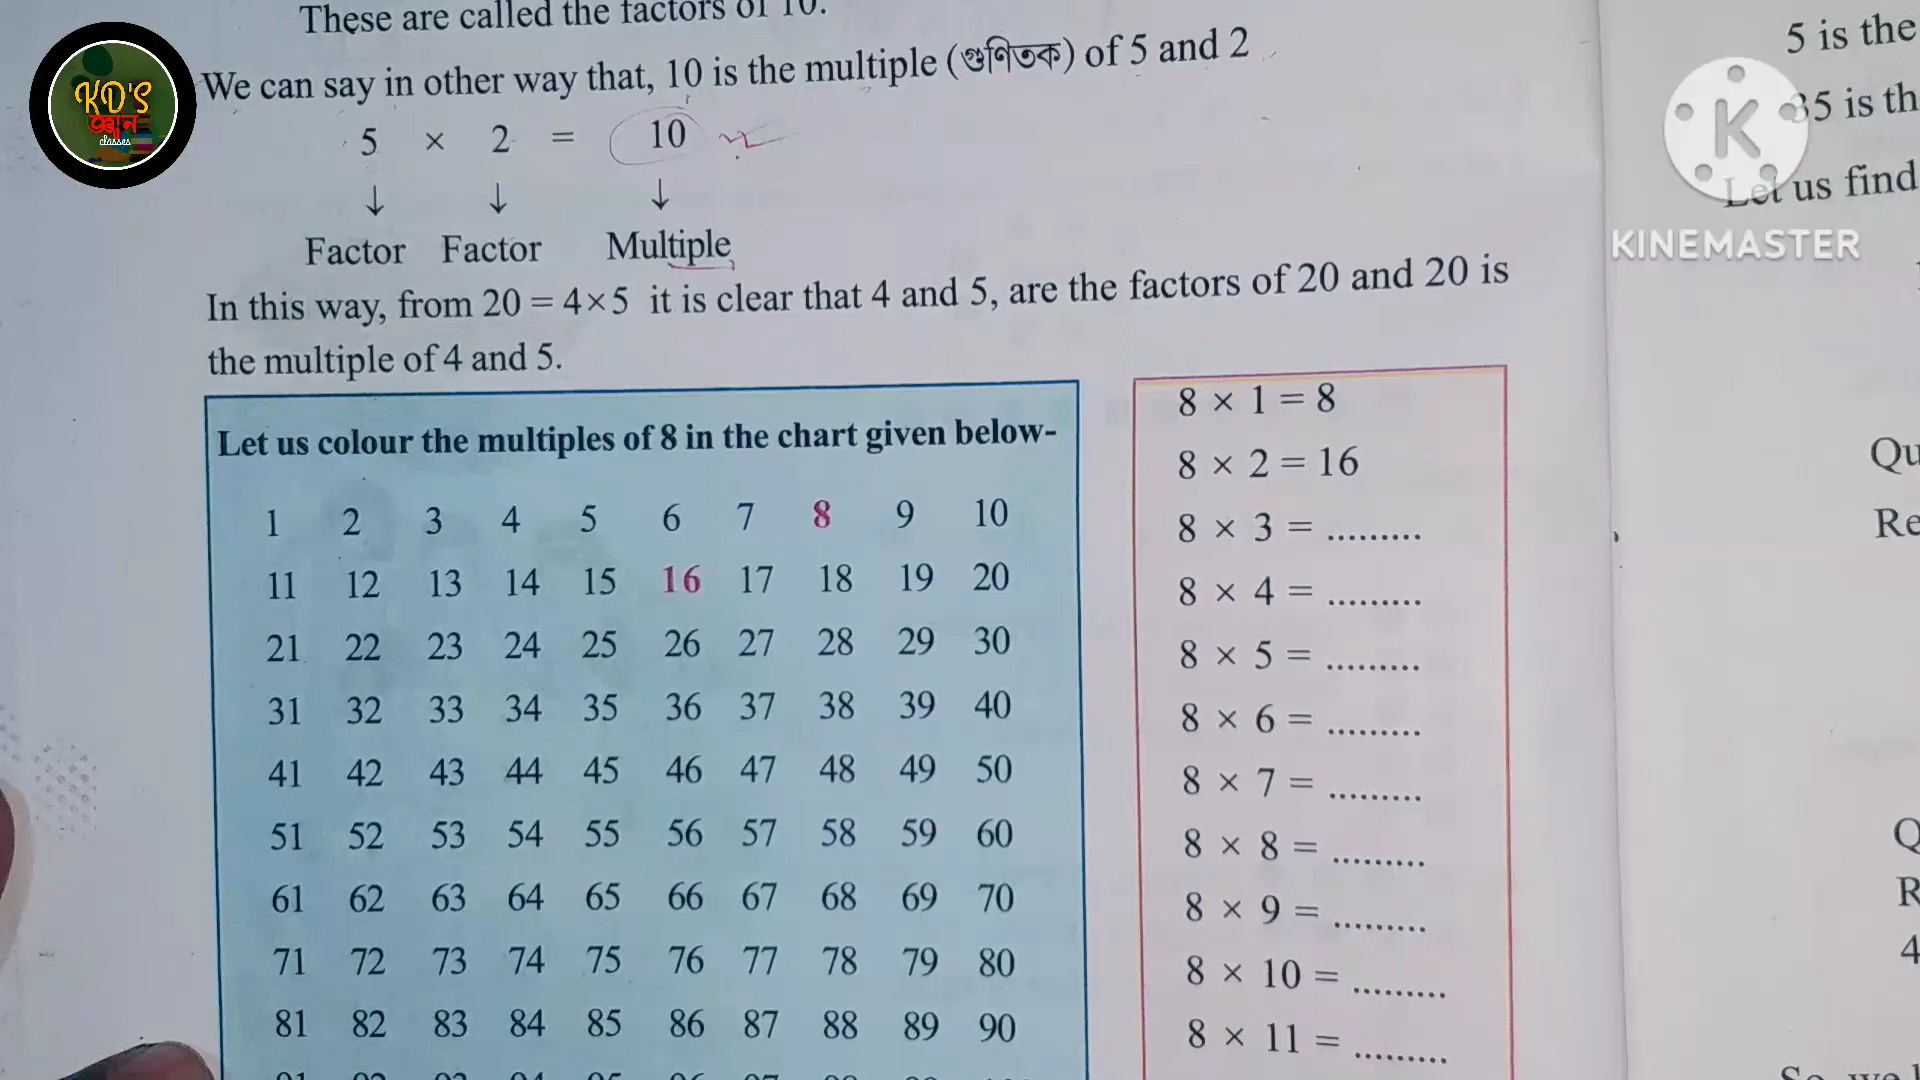 These are called the factors of 10.
KD'S
জ্ঞান
classes
We can say in other way that, 10 is the multiple (গুণিতক) of 5 and 2
5 × 2 = 10
↓ ↓ ↓
Factor Factor Multiple
In this way, from 20 = 4×5 it is clear that 4 and 5, are the factors of 20 and 20 is
the multiple of 4 and 5.
Let us colour the multiples of 8 in the chart given below-
1 2 3 4 5 6 7 8 9 10
11 12 13 14 15 16 17 18 19 20
21 22 23 24 25 26 27 28 29 30
31 32 33 34 35 36 37 38 39 40
41 42 43 44 45 46 47 48 49 50
51 52 53 54 55 56 57 58 59 60
61 62 63 64 65 66 67 68 69 70
71 72 73 74 75 76 77 78 79 80
81 82 83 84 85 86 87 88 89 90
8 × 1 = 8
8 × 2 = 16
8 × 3 = .........
8 × 4 = .........
8 × 5 = .........
8 × 6 = .........
8 × 7 = .........
8 × 8 = .........
8 × 9 = .........
8 × 10 = .........
8 × 11 = .........
5 is the
35 is th
Let us find
K
KINEMASTER
Qu
Re
Q
R
4